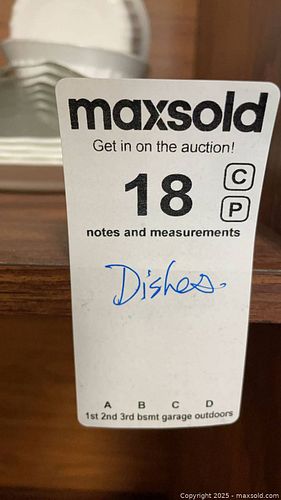 maxsold
Get in on the auction!
18
C
P
notes and measurements
Dishes.
A B C D
1st 2nd 3rd bsmt garage outdoors
Copyright 2025 - maxsold.com